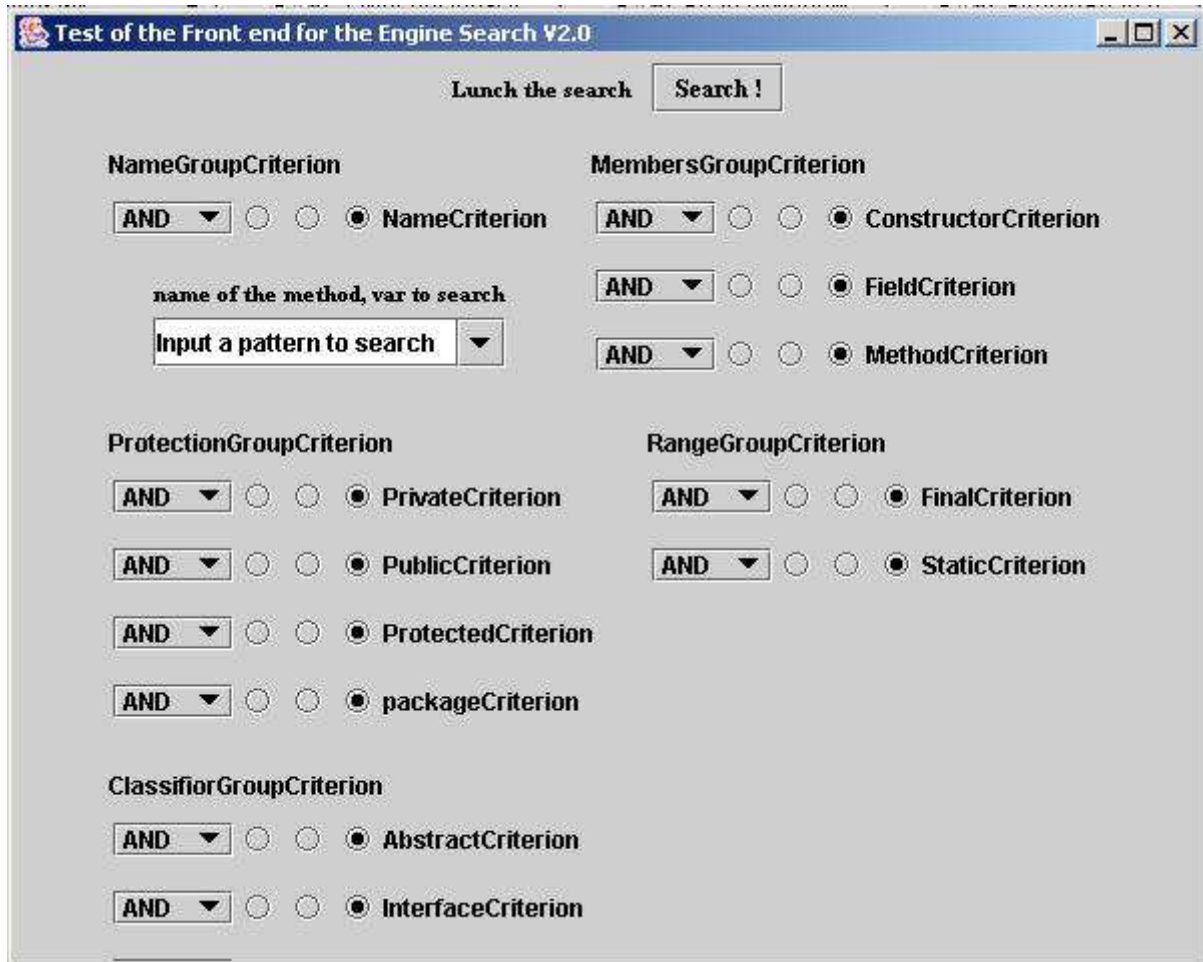 Test of the Front end for the Engine Search V2.0
Lunch the search Search !
NameGroupCriterion
AND NameCriterion
name of the method, var to search
Input a pattern to search
MembersGroupCriterion
AND ConstructorCriterion
AND FieldCriterion
AND MethodCriterion
ProtectionGroupCriterion
AND PrivateCriterion
AND PublicCriterion
AND ProtectedCriterion
AND packageCriterion
RangeGroupCriterion
AND FinalCriterion
AND StaticCriterion
ClassifiorGroupCriterion
AND AbstractCriterion
AND InterfaceCriterion